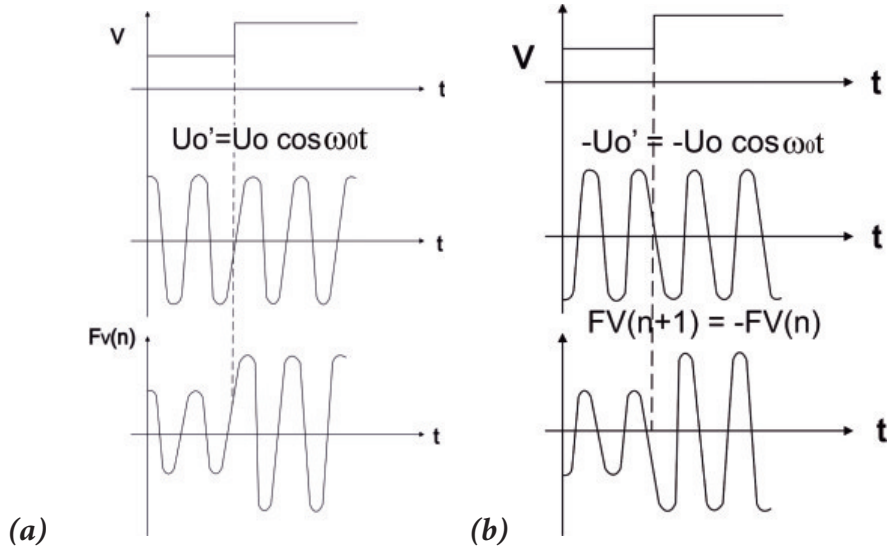 V
t
Uo’=Uo cosω0t
t
Fv(n)
t
(a)
V
t
-Uo’ = -Uo cosω0t
t
FV(n+1) = -FV(n)
t
(b)